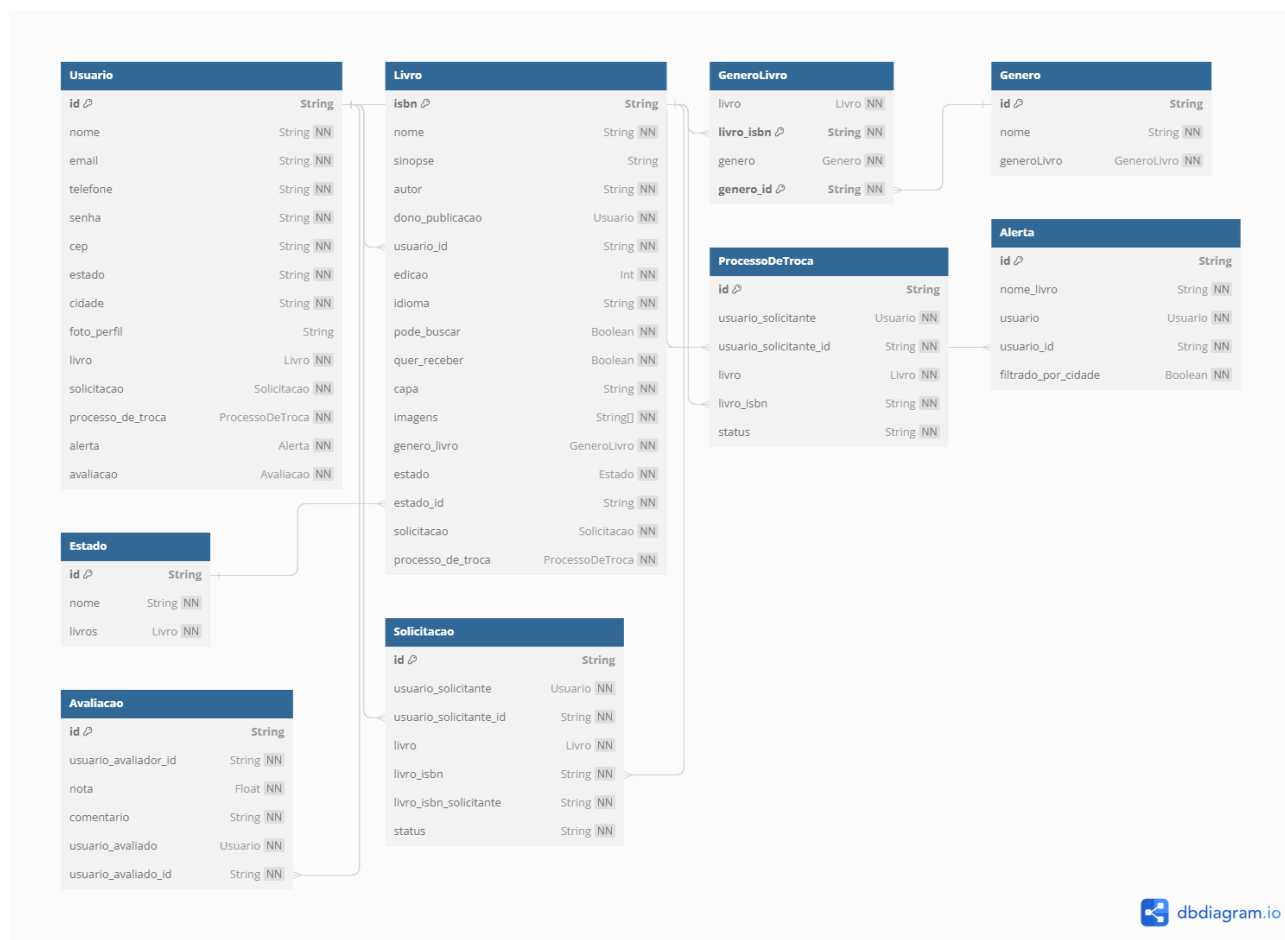 Usuario
id String
nome String NN
email String NN
telefone String NN
senha String NN
cep String NN
estado String NN
cidade String NN
foto_perfil String
livro Livro NN
solicitacao Solicitacao NN
processo_de_troca ProcessoDeTroca NN
alerta Alerta NN
avaliacao Avaliacao NN
Livro
isbn String
nome String NN
sinopse String
autor String NN
dono_publicacao Usuario NN
usuario_id String NN
edicao Int NN
idioma String NN
pode_buscar Boolean NN
quer_receber Boolean NN
capa String NN
imagens String[] NN
genero_livro GeneroLivro NN
estado Estado NN
estado_id String NN
solicitacao Solicitacao NN
processo_de_troca ProcessoDeTroca NN
GeneroLivro
livro Livro NN
livro_isbn String NN
genero Genero NN
genero_id String NN
Genero
id String
nome String NN
generoLivro GeneroLivro NN
ProcessoDeTroca
id String
usuario_solicitante Usuario NN
usuario_solicitante_id String NN
livro Livro NN
livro_isbn String NN
status String NN
Alerta
id String
nome_livro String NN
usuario Usuario NN
usuario_id String NN
filtrado_por_cidade Boolean NN
Estado
id String
nome String NN
livros Livro NN
Solicitacao
id String
usuario_solicitante Usuario NN
usuario_solicitante_id String NN
livro Livro NN
livro_isbn String NN
livro_isbn_solicitante String NN
status String NN
Avaliacao
id String
usuario_avaliador_id String NN
nota Float NN
comentario String NN
usuario_avaliado Usuario NN
usuario_avaliado_id String NN
dbdiagram.io